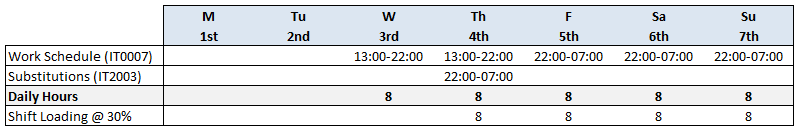 M Tu W Th F Sa Su
1st 2nd 3rd 4th 5th 6th 7th
Work Schedule (IT0007) 13:00-22:00 13:00-22:00 22:00-07:00 22:00-07:00 22:00-07:00
Substitutions (IT2003) 22:00-07:00
Daily Hours 8 8 8 8 8
Shift Loading @ 30% 8 8 8 8